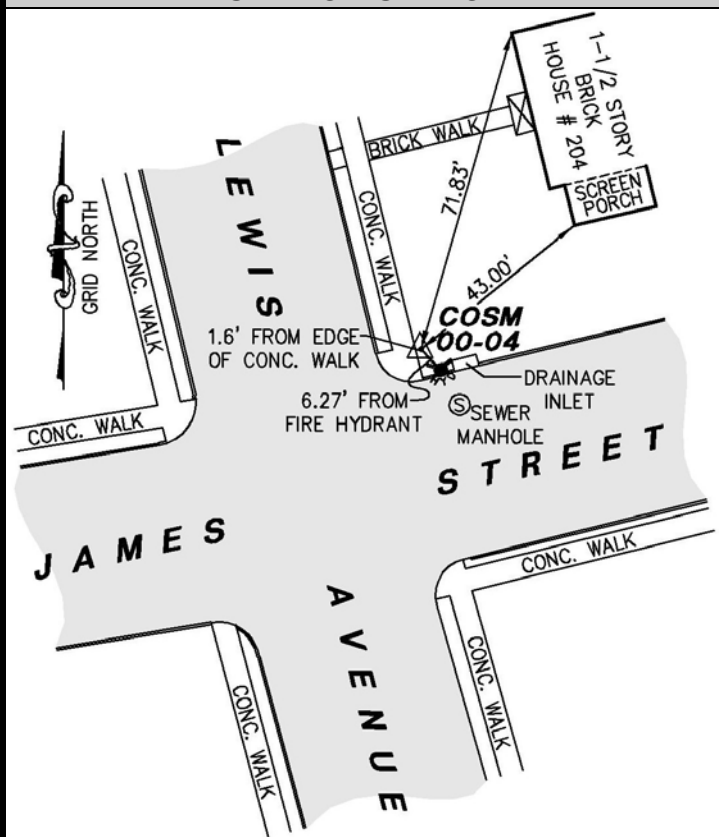 1-1/2 STORY
BRICK
HOUSE # 204
SCREEN
PORCH
BRICK WALK
71.83'
43.00'
LEWIS
CONC. WALK
CONC. WALK
GRID NORTH
COSM
00-04
1.6' FROM EDGE
OF CONC. WALK
DRAINAGE
INLET
6.27' FROM
FIRE HYDRANT
S
SEWER
MANHOLE
CONC. WALK
STREET
JAMES
CONC. WALK
AVENUE
CONC. WALK
CONC. WALK